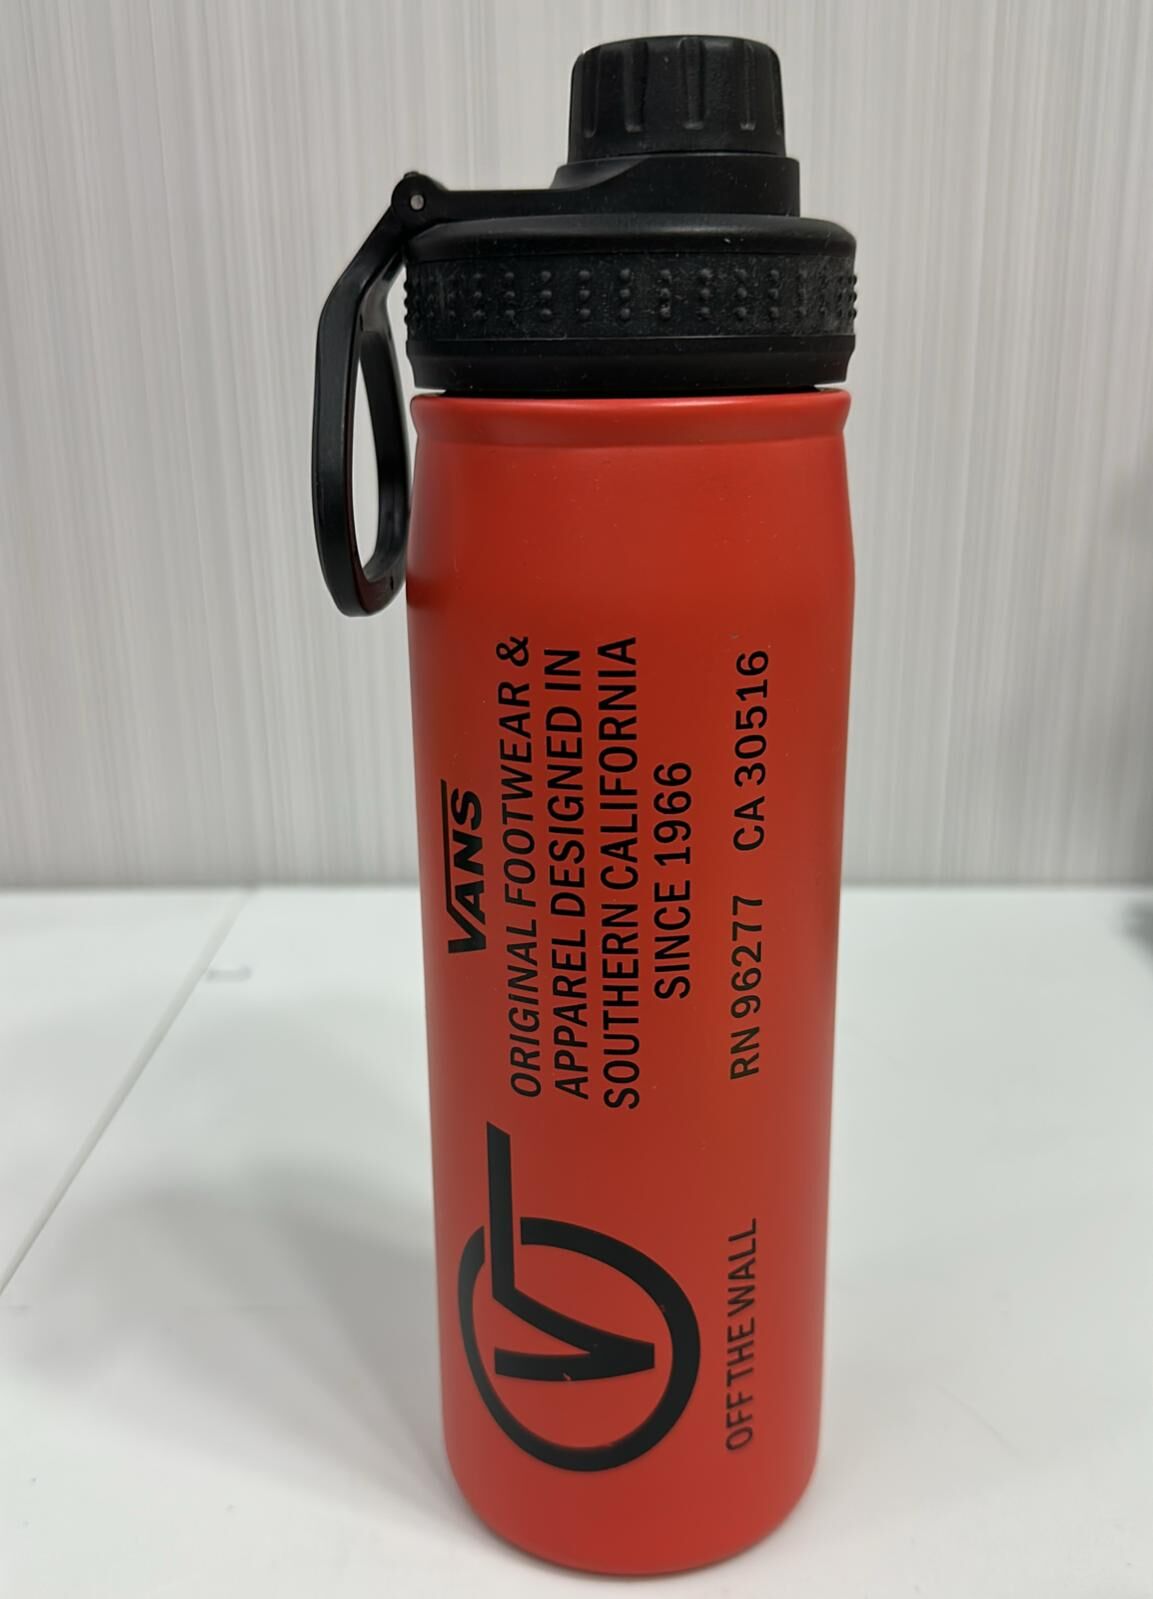 VANS
ORIGINAL FOOTWEAR &
APPAREL DESIGNED IN
SOUTHERN CALIFORNIA
SINCE 1966
RN 96277 CA 30516
V
OFF THE WALL